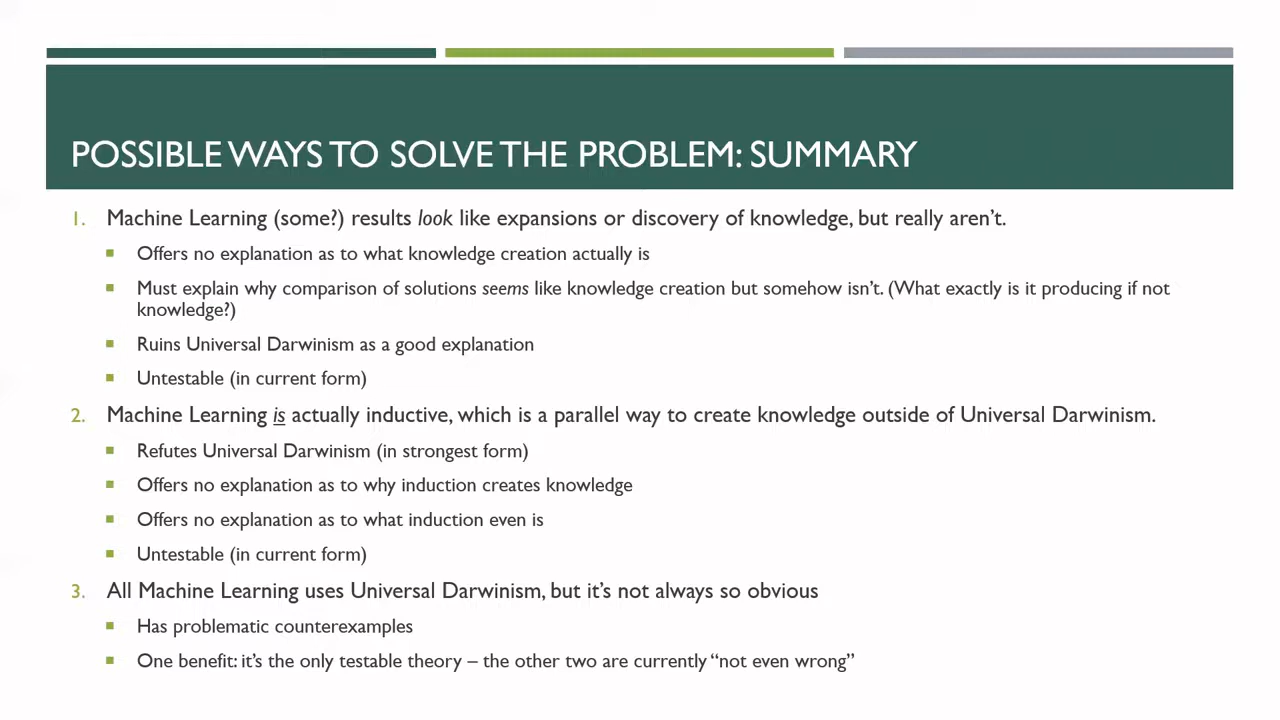 POSSIBLE WAYS TO SOLVE THE PROBLEM: SUMMARY
1. Machine Learning (some?) results look like expansions or discovery of knowledge, but really aren’t.
▪ Offers no explanation as to what knowledge creation actually is
▪ Must explain why comparison of solutions seems like knowledge creation but somehow isn’t. (What exactly is it producing if not
knowledge?)
▪ Ruins Universal Darwinism as a good explanation
▪ Untestable (in current form)
2. Machine Learning is actually inductive, which is a parallel way to create knowledge outside of Universal Darwinism.
▪ Refutes Universal Darwinism (in strongest form)
▪ Offers no explanation as to why induction creates knowledge
▪ Offers no explanation as to what induction even is
▪ Untestable (in current form)
3. All Machine Learning uses Universal Darwinism, but it’s not always so obvious
▪ Has problematic counterexamples
▪ One benefit: it’s the only testable theory – the other two are currently “not even wrong”